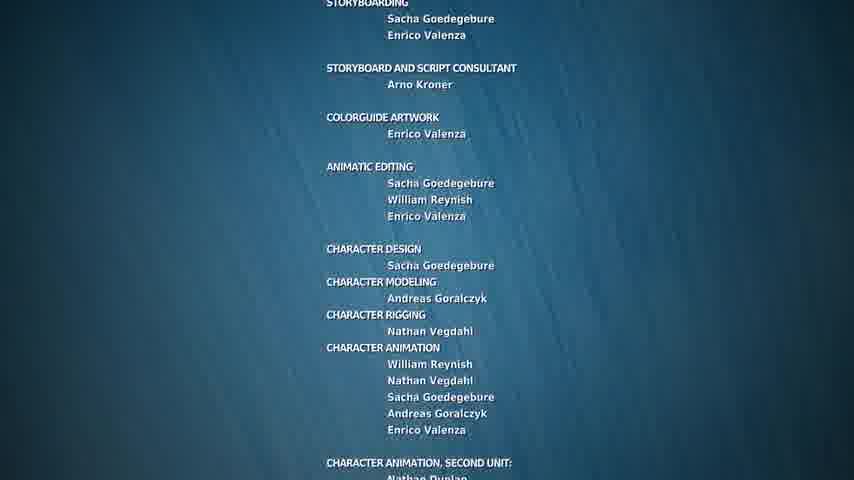 STORYBOARDING
Sacha Goedegebure
Enrico Valenza
STORYBOARD AND SCRIPT CONSULTANT
Arno Kroner
COLORGUIDE ARTWORK
Enrico Valenza
ANIMATIC EDITING
Sacha Goedegebure
William Reynish
Enrico Valenza
CHARACTER DESIGN
Sacha Goedegebure
CHARACTER MODELING
Andreas Goralczyk
CHARACTER RIGGING
Nathan Vegdahl
CHARACTER ANIMATION
William Reynish
Nathan Vegdahl
Sacha Goedegebure
Andreas Goralczyk
Enrico Valenza
CHARACTER ANIMATION, SECOND UNIT:
Nathan Dunlap